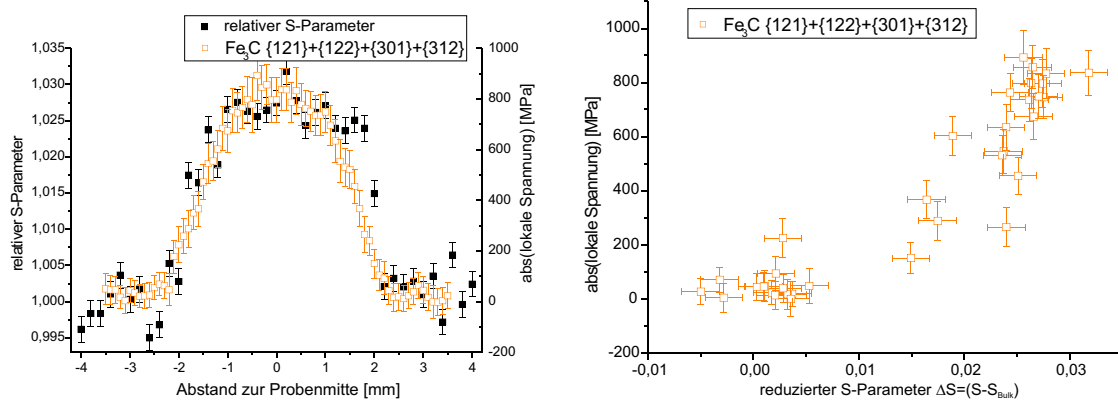 relativer S-Parameter
Fe3C {121}+{122}+{301}+{312}
1,035
1,030
1,025
1,020
1,015
1,010
1,005
1,000
0,995
relativer S-Parameter
1000
800
600
400
200
0
-200
abs(lokale Spannung) [MPa]
-4 -3 -2 -1 0 1 2 3 4
Abstand zur Probenmitte [mm]
Fe3C {121}+{122}+{301}+{312}
1000
800
600
400
200
0
-200
abs(lokale Spannung) [MPa]
-0,01 0,00 0,01 0,02 0,03
reduzierter S-Parameter ΔS=(S-SBulk)